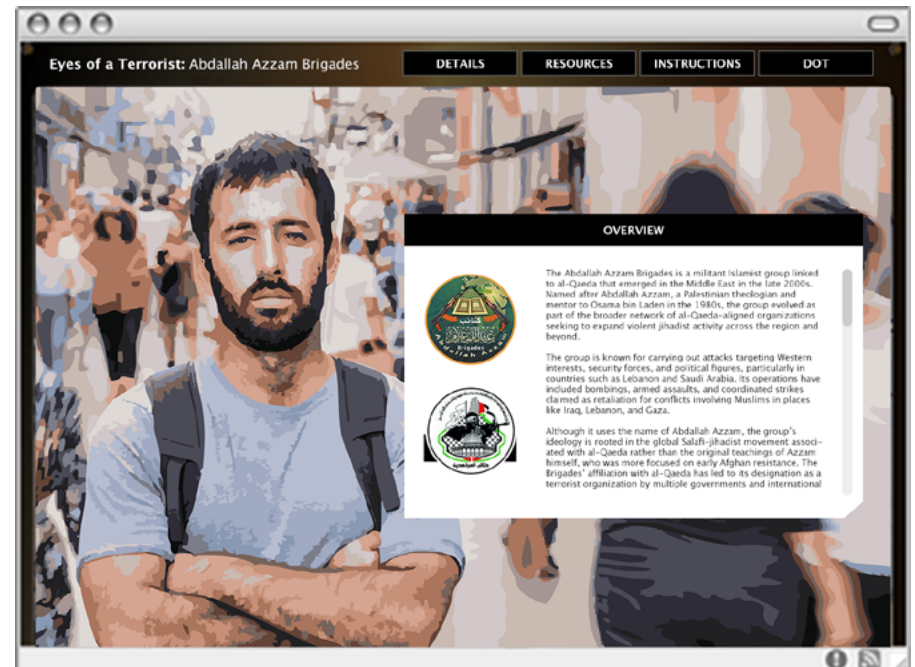 Eyes of a Terrorist: Abdallah Azzam Brigades
DETAILS
RESOURCES
INSTRUCTIONS
DOT
OVERVIEW
The Abdallah Azzam Brigades is a militant Islamist group linked
to al-Qaeda that emerged in the Middle East in the late 2000s.
Named after Abdallah Azzam, a Palestinian theologian and
mentor to Osama bin Laden in the 1980s, the group evolved as
part of the broader network of al-Qaeda-aligned organizations
seeking to expand violent jihadist activity across the region and
beyond.
The group is known for carrying out attacks targeting Western
interests, security forces, and political figures, particularly in
countries such as Lebanon and Saudi Arabia. Its operations have
included bombings, armed assaults, and coordinated strikes
claimed as retaliation for conflicts involving Muslims in places
like Iraq, Lebanon, and Gaza.
Although it uses the name of Abdallah Azzam, the group's
ideology is rooted in the global Salafi-jihadist movement associ-
ated with al-Qaeda rather than the original teachings of Azzam
himself, who was more focused on early Afghan resistance. The
Brigades' affiliation with al-Qaeda has led to its designation as a
terrorist organization by multiple governments and international
كتائب
عبد الله عزام
Brigades
Abdullah Azzam